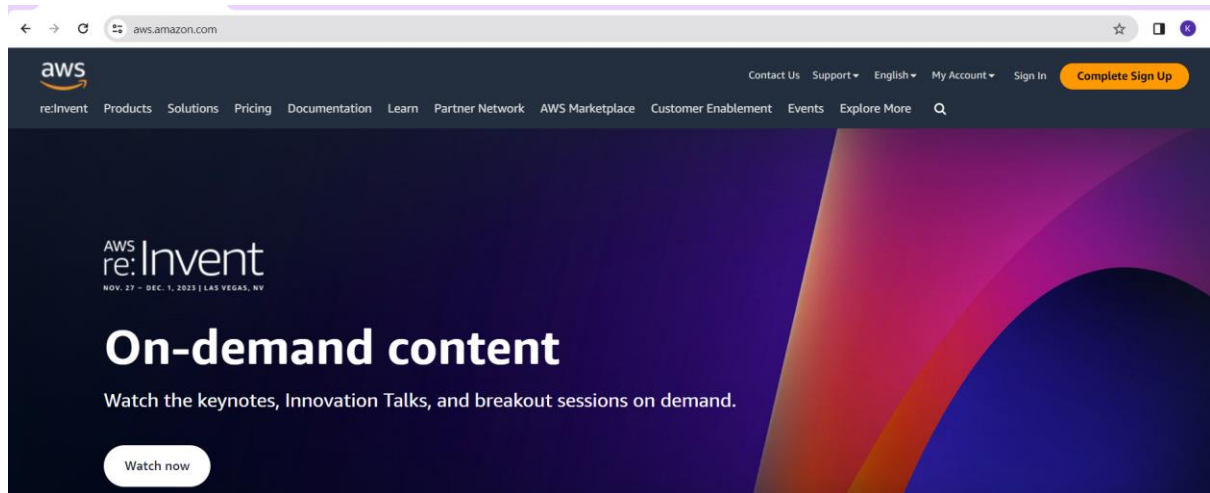 aws.amazon.com
K
aws
Contact Us Support English My Account Sign In Complete Sign Up
re:Invent Products Solutions Pricing Documentation Learn Partner Network AWS Marketplace Customer Enablement Events Explore More
AWS
re:Invent
NOV. 27 – DEC. 1, 2023 | LAS VEGAS, NV
On-demand content
Watch the keynotes, Innovation Talks, and breakout sessions on demand.
Watch now